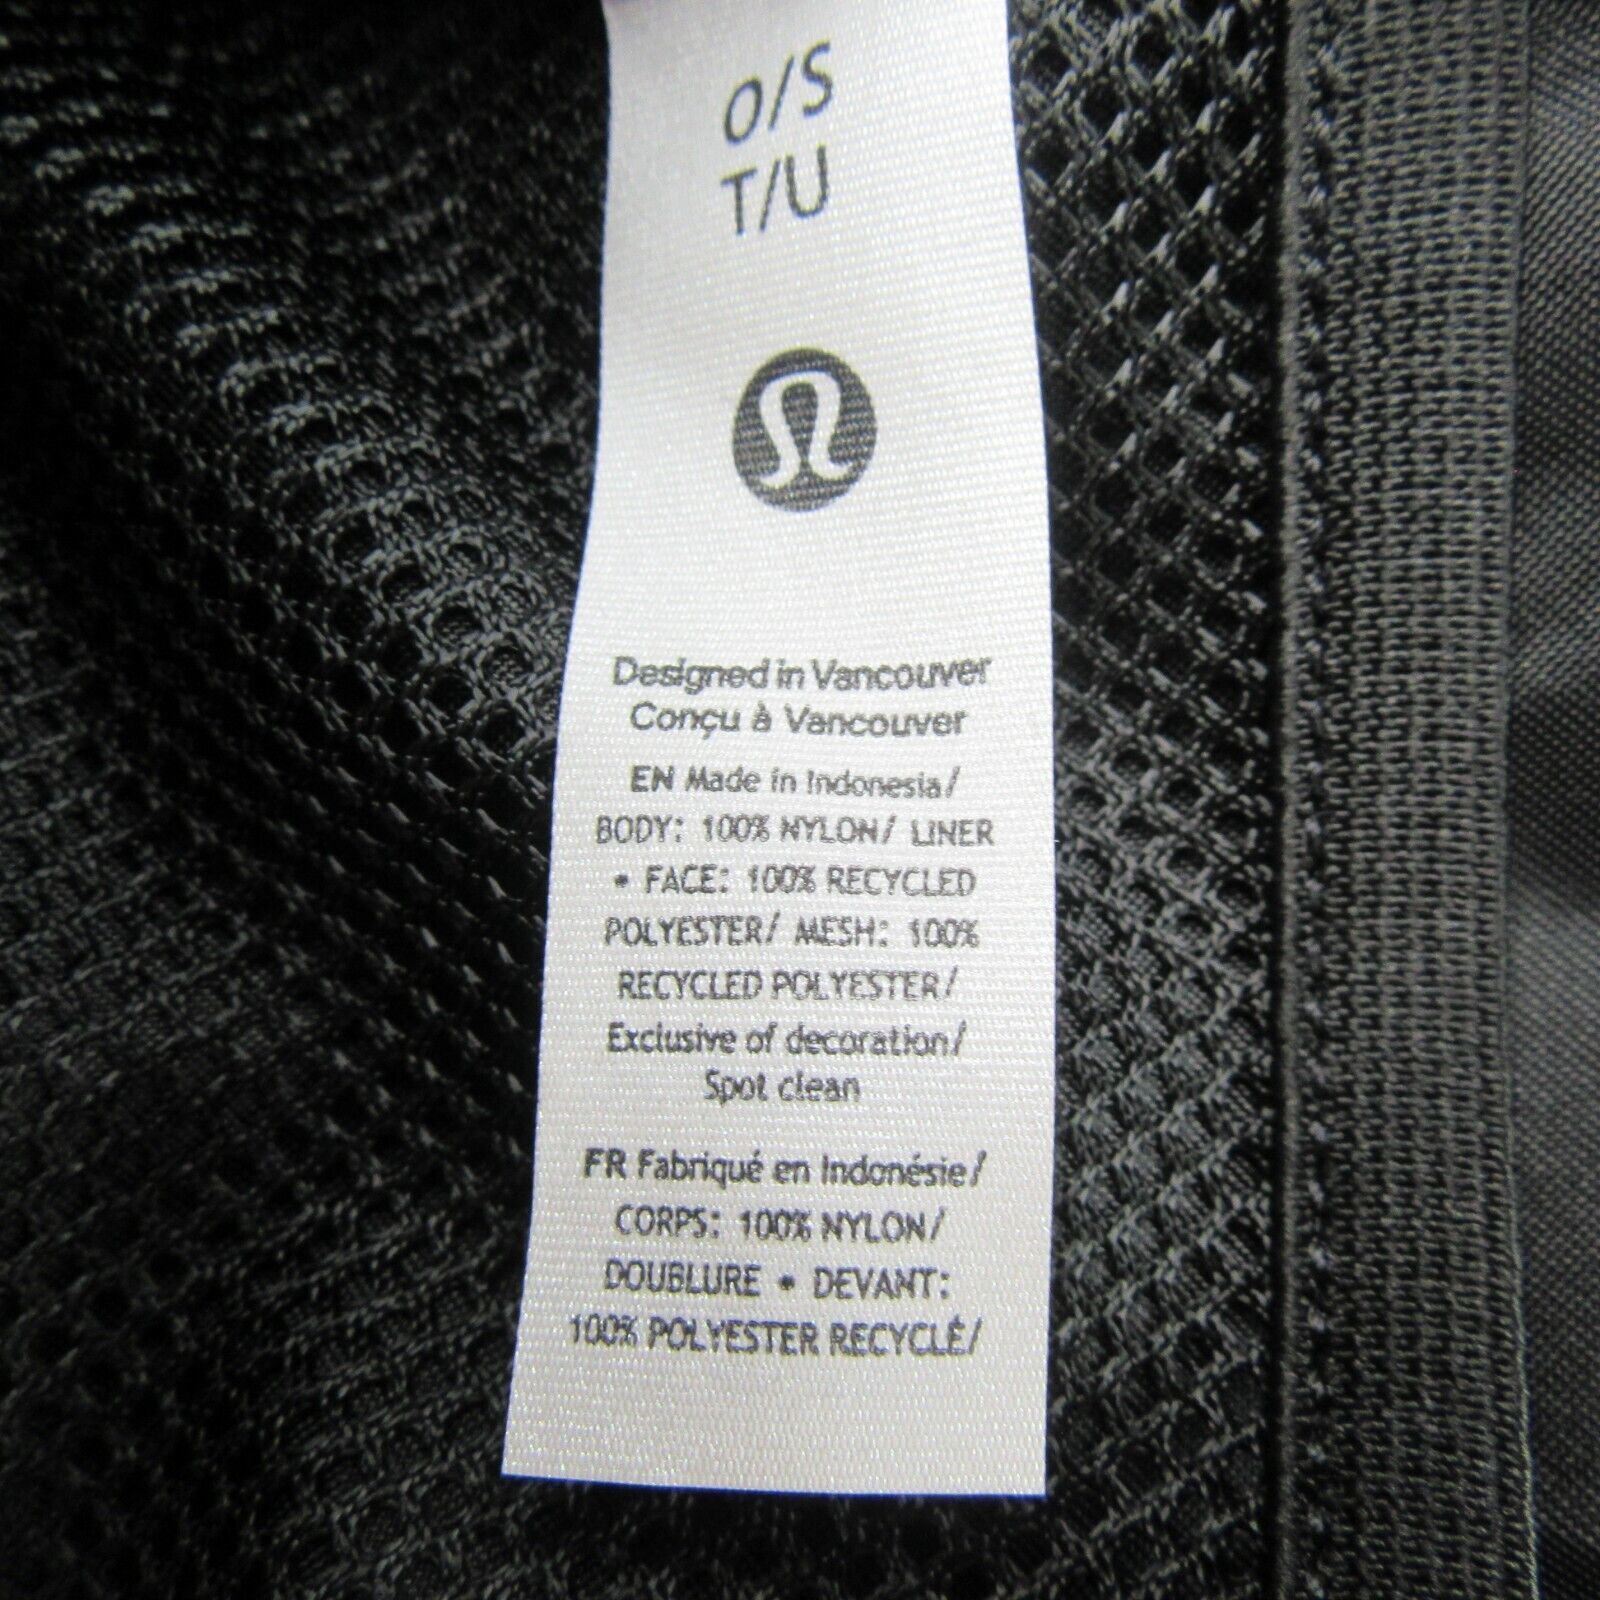 O/S
T/U
Designed in Vancouver
Conçu à Vancouver
EN Made in Indonesia/
BODY: 100% NYLON/ LINER
• FACE: 100% RECYCLED
POLYESTER/ MESH: 100%
RECYCLED POLYESTER/
Exclusive of decoration/
Spot clean
FR Fabriqué en Indonésie/
CORPS: 100% NYLON/
DOUBLURE • DEVANT:
100% POLYESTER RECYCLÉ/